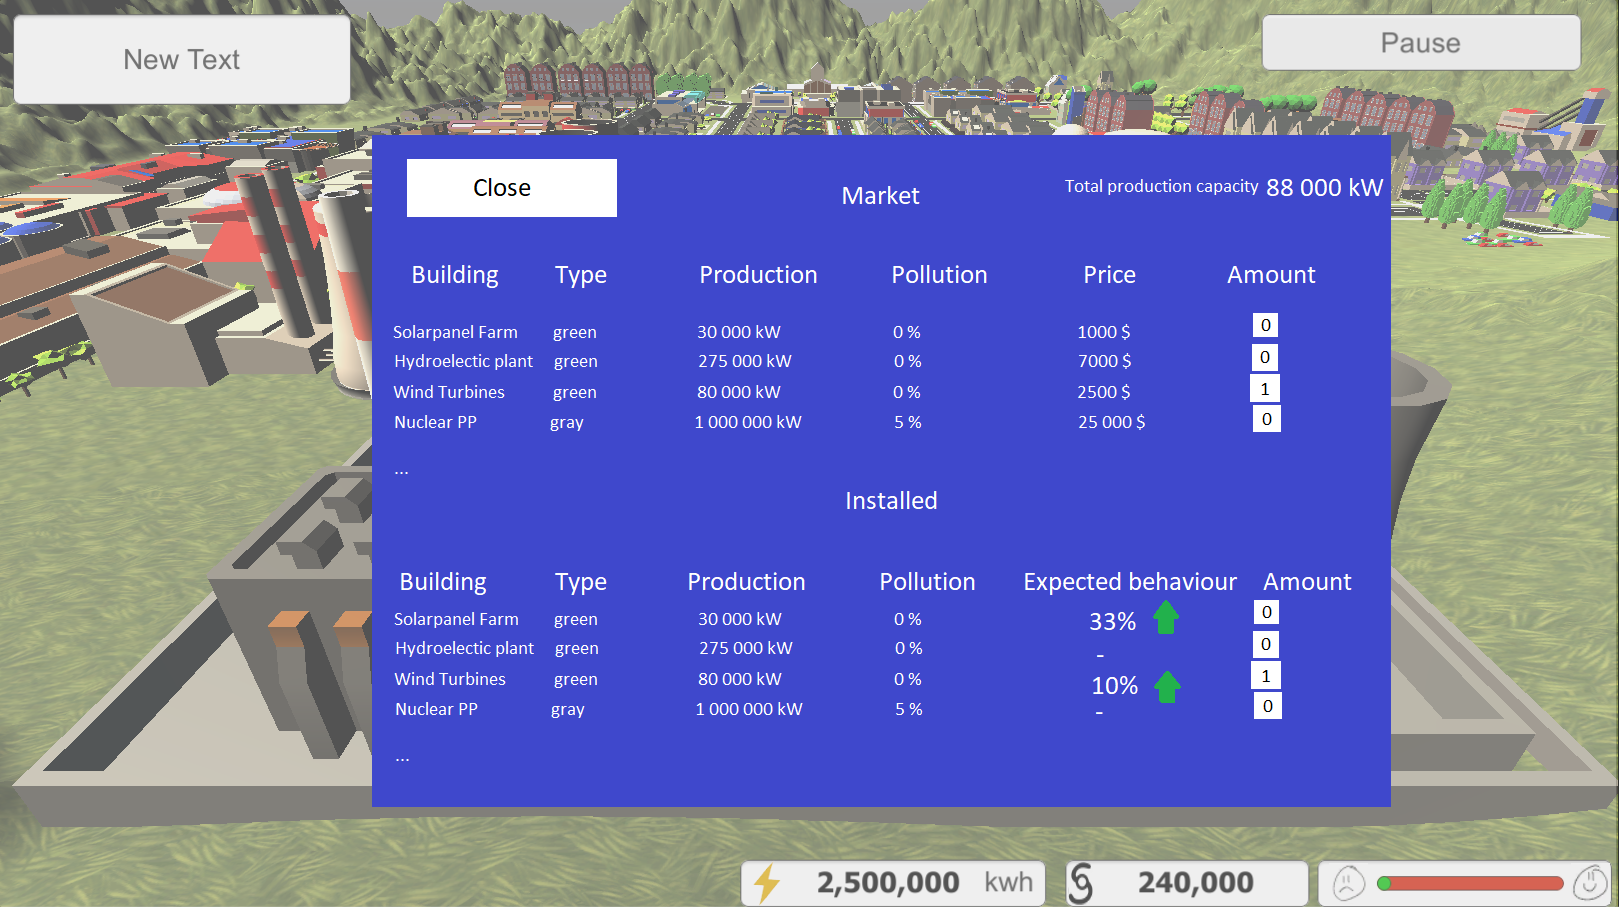 New Text
Pause
Close
Market
Total production capacity 88 000 kW
Building Type Production Pollution Price Amount
Solarpanel Farm green 30 000 kW 0 % 1000 $ 0
Hydroelectic plant green 275 000 kW 0 % 7000 $ 0
Wind Turbines green 80 000 kW 0 % 2500 $ 1
Nuclear PP gray 1 000 000 kW 5 % 25 000 $ 0
...
Installed
Building Type Production Pollution Expected behaviour Amount
Solarpanel Farm green 30 000 kW 0 % 33% 0
Hydroelectic plant green 275 000 kW 0 % - 0
Wind Turbines green 80 000 kW 0 % 10% 1
Nuclear PP gray 1 000 000 kW 5 % - 0
...
2,500,000 kwh
240,000